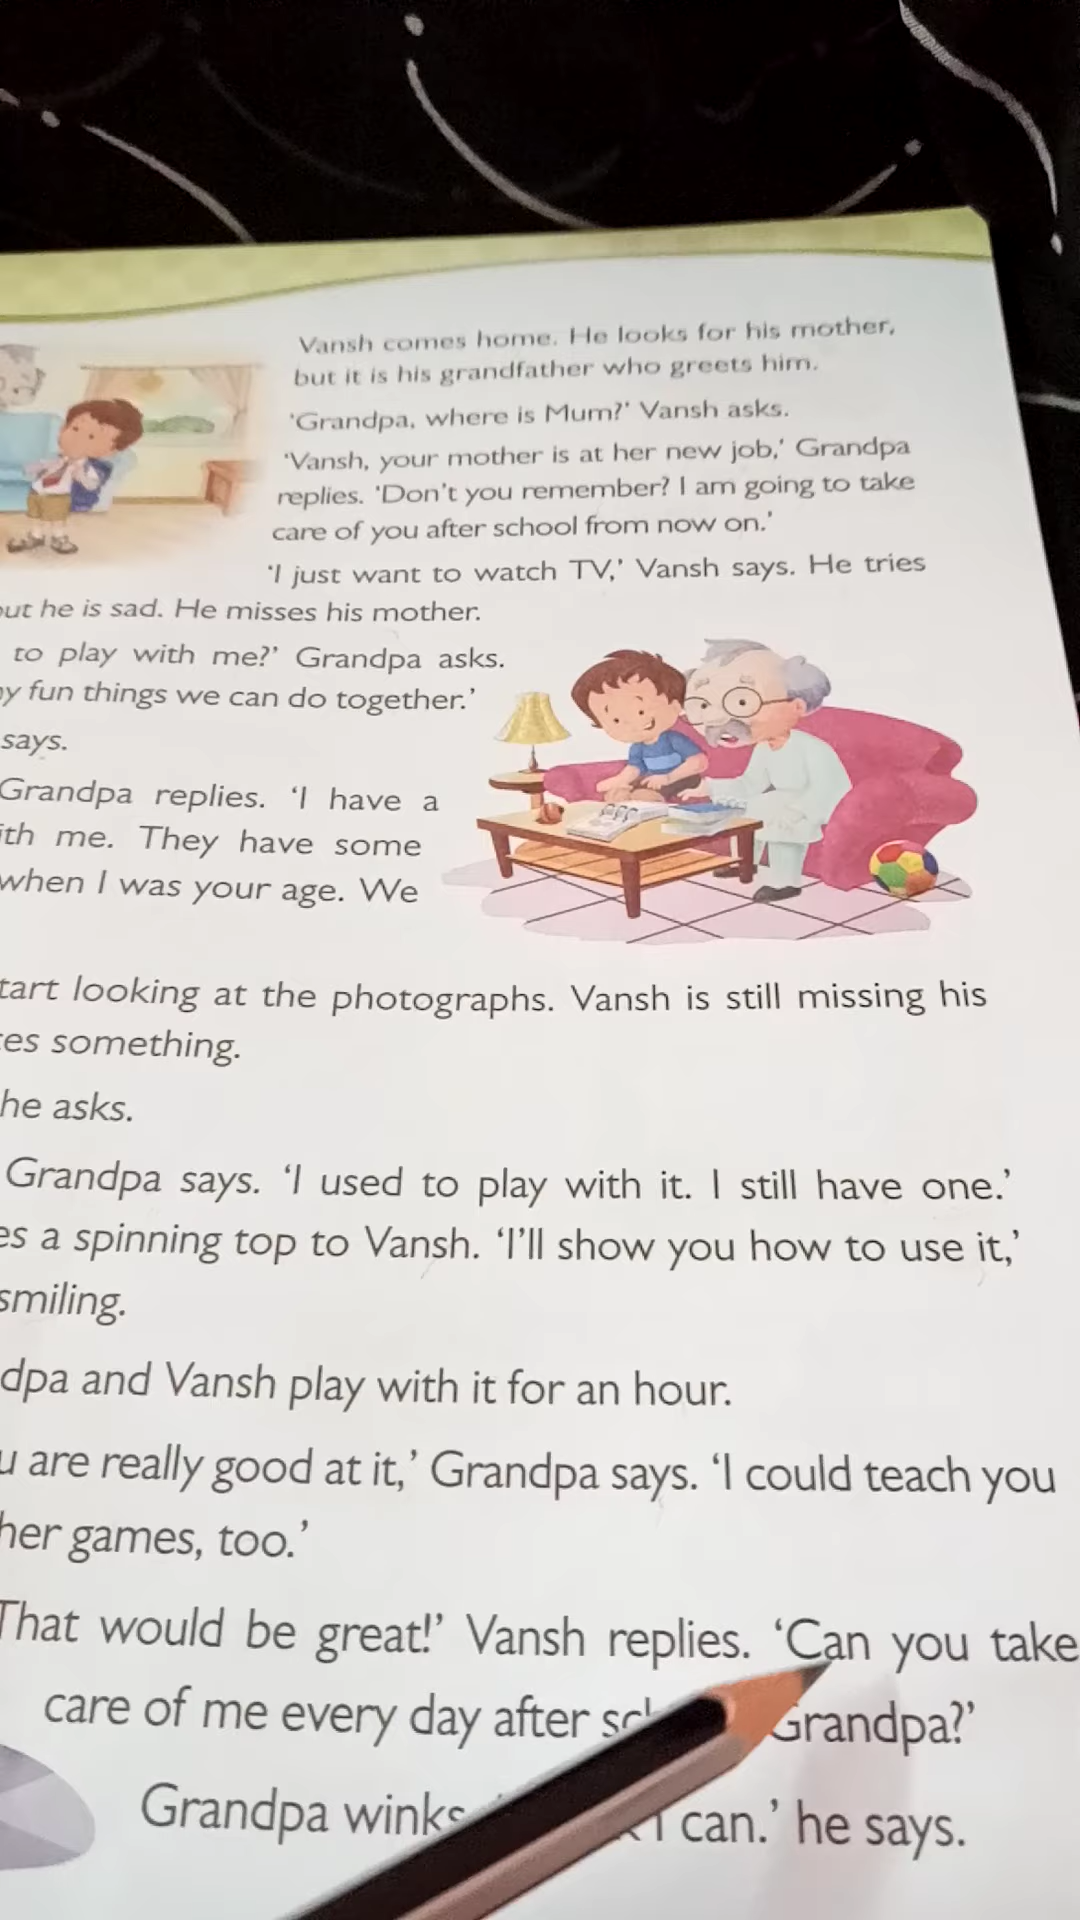 Vansh comes home. He looks for his mother,
but it is his grandfather who greets him.
'Grandpa, where is Mum?' Vansh asks.
'Vansh, your mother is at her new job,' Grandpa
replies. 'Don't you remember? I am going to take
care of you after school from now on.'
'I just want to watch TV,' Vansh says. He tries
but he is sad. He misses his mother.
to play with me?' Grandpa asks.
fun things we can do together.'
says.
Grandpa replies. 'I have a
me. They have some
when I was your age. We
looking at the photographs. Vansh is still missing his
something.
he asks.
Grandpa says. 'I used to play with it. I still have one.'
a spinning top to Vansh. 'I'll show you how to use it,'
smiling.
and Vansh play with it for an hour.
are really good at it,' Grandpa says. 'I could teach you
games, too.'
That would be great!' Vansh replies. 'Can you take
care of me every day after Grandpa?'
Grandpa winks I can.' he says.